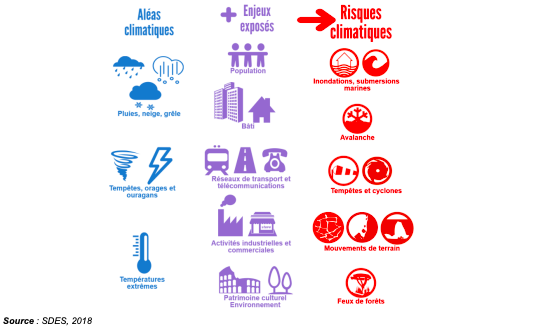 Aléas
climatiques
Pluies, neige, grêle
Tempêtes, orages et
ouragans
Températures
extrêmes
+ Enjeux
exposés
Population
Bâti
Réseaux de transport et
télécommunications
Activités industrielles et
commerciales
Patrimoine culturel
Environnement
Risques
climatiques
Inondations, submersions
marines
Avalanche
Tempêtes et cyclones
Mouvements de terrain
Feux de forêts
Source : SDES, 2018